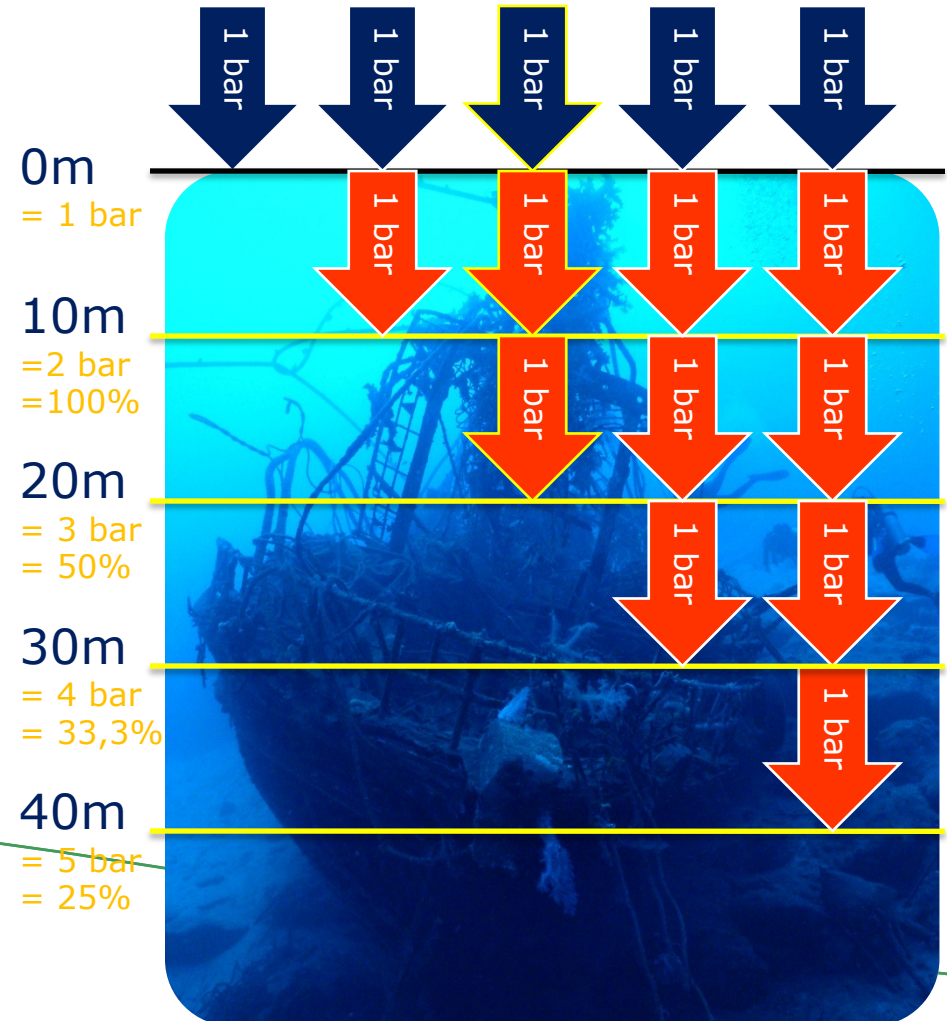 1 bar
1 bar
1 bar
1 bar
1 bar
0m
= 1 bar
1 bar
1 bar
1 bar
1 bar
10m
=2 bar
=100%
1 bar
1 bar
1 bar
20m
= 3 bar
= 50%
1 bar
1 bar
30m
= 4 bar
= 33,3%
1 bar
40m
= 5 bar
= 25%